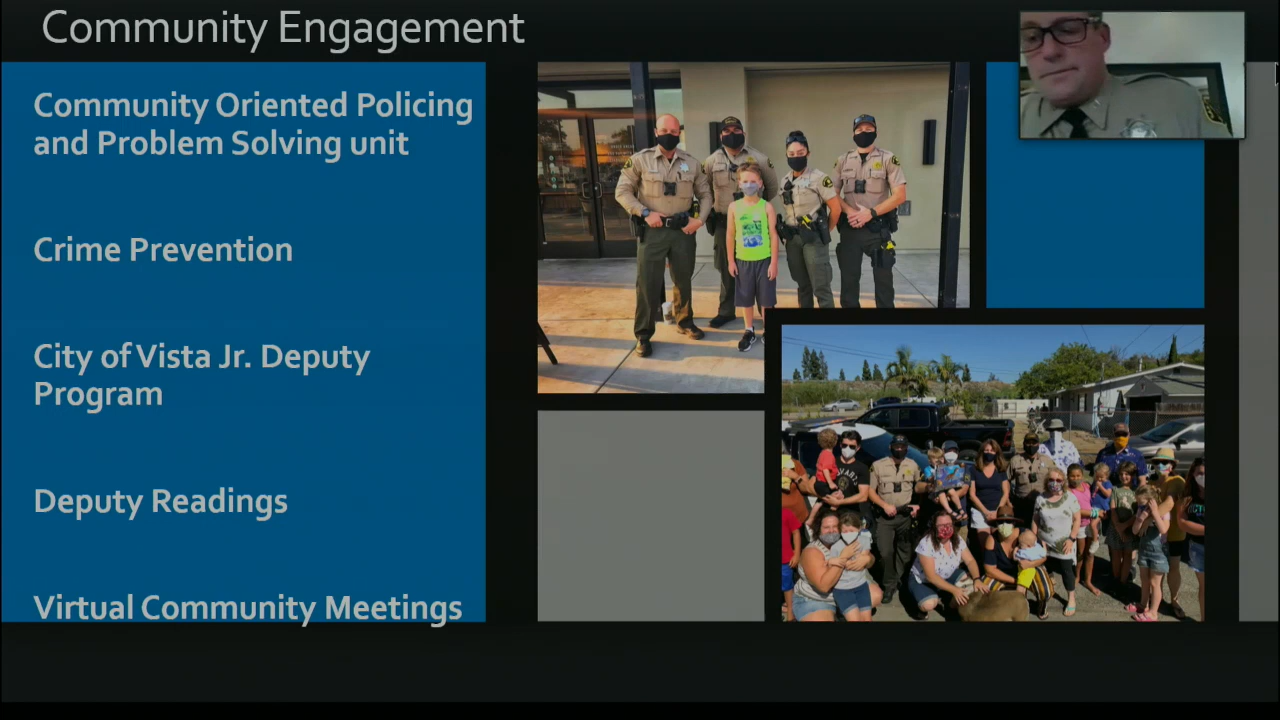 Community Engagement
Community Oriented Policing
and Problem Solving unit
Crime Prevention
City of Vista Jr. Deputy
Program
Deputy Readings
Virtual Community Meetings